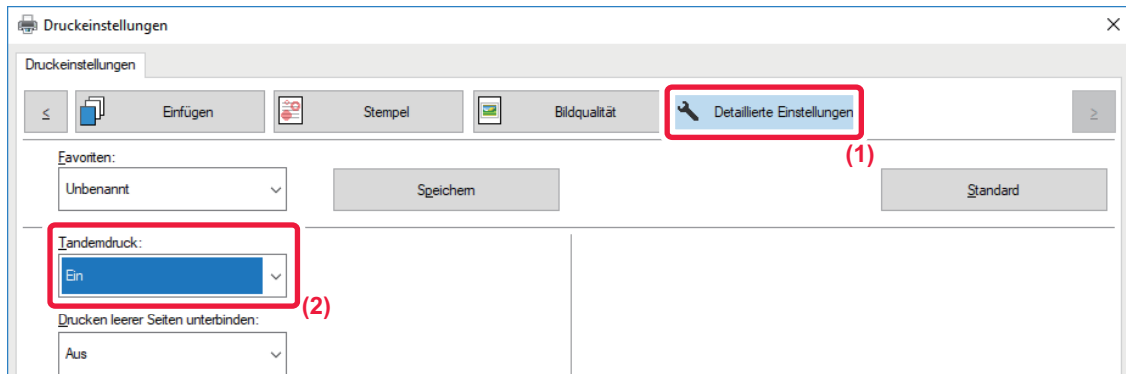 Druckeinstellungen
Druckeinstellungen
< Einfügen Stempel Bildqualität Detaillierte Einstellungen >
(1)
Favoriten:
Unbenannt Speichern Standard
Tandemdruck:
Ein
(2)
Drucken leerer Seiten unterbinden:
Aus